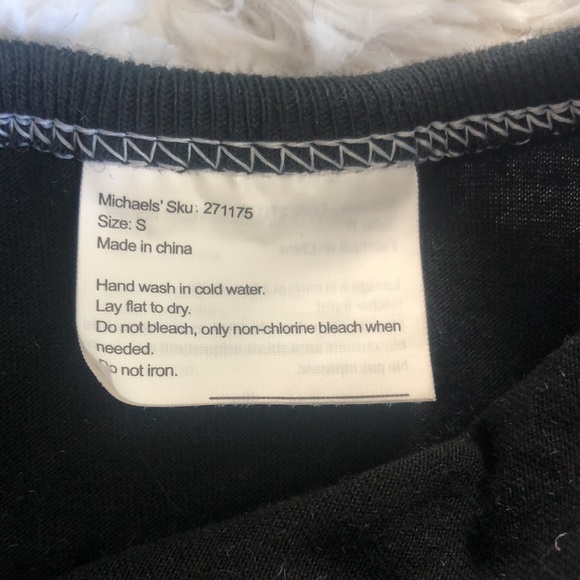 Michaels' Sku: 271175
Size: S
Made in china
Hand wash in cold water.
Lay flat to dry.
Do not bleach, only non-chlorine bleach when
needed.
Do not iron.